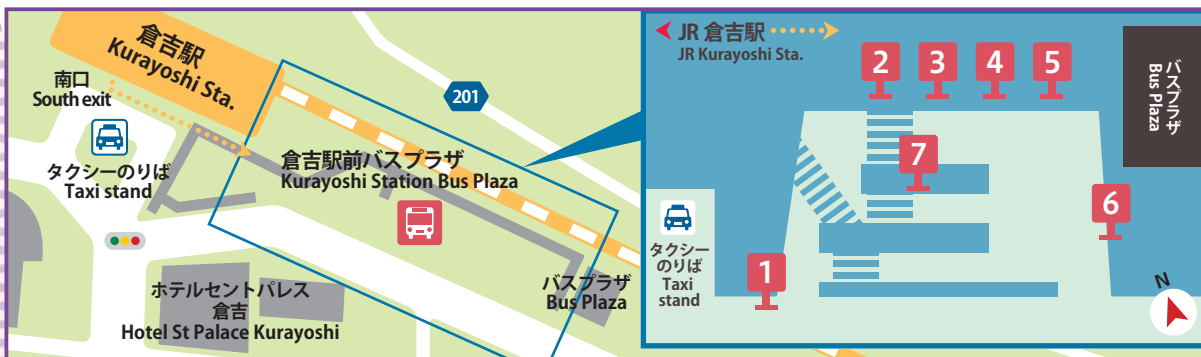 倉吉駅
Kurayoshi Sta.
南口
South exit
タクシーのりば
Taxi stand
201
倉吉駅前バスプラザ
Kurayoshi Station Bus Plaza
ホテルセントパレス
倉吉
Hotel St Palace Kurayoshi
バスプラザ
Bus Plaza
JR 倉吉駅
JR Kurayoshi Sta.
2
3
4
5
バスプラザ
Bus Plaza
7
6
タクシー
のりば
Taxi
stand
1
N